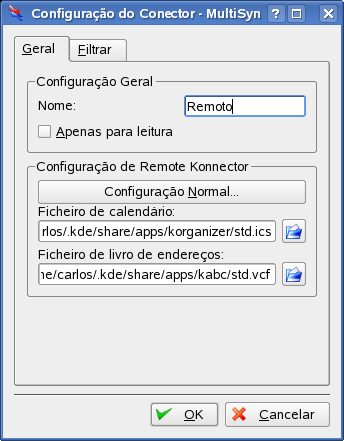 Configuração do Conector - MultiSyn
Geral
Filtrar
Configuração Geral
Nome:
Remoto
Apenas para leitura
Configuração de Remote Konnector
Configuração Normal...
Ficheiro de calendário:
rlos/.kde/share/apps/korganizer/std.ics
Ficheiro de livro de endereços:
ne/carlos/.kde/share/apps/kabc/std.vcf
OK
Cancelar